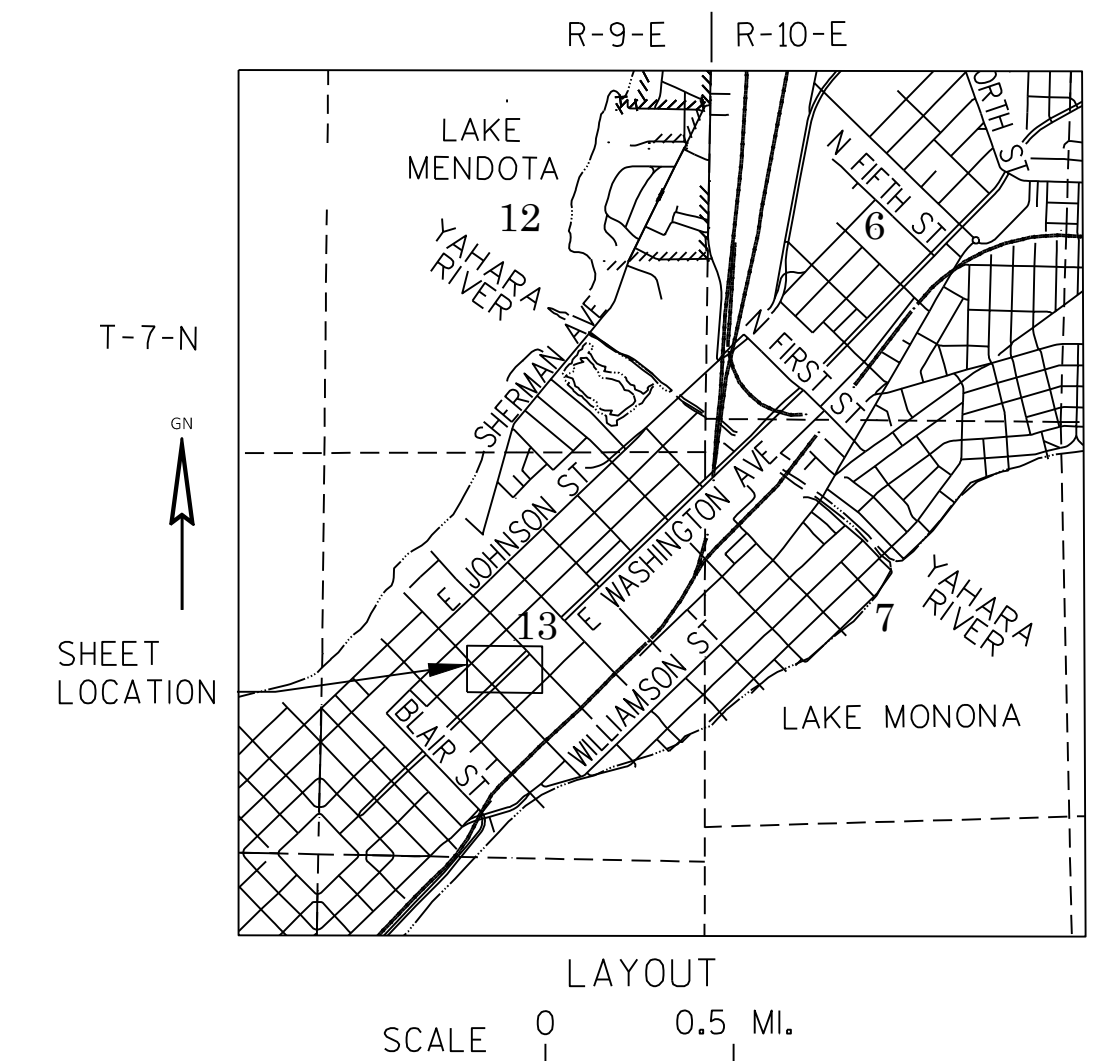 R-9-E
R-10-E
LAKE
MENDOTA
12
YAHARA
RIVER
ORTH ST
N FIFTH ST
6
T-7-N
GN
SHERMAN AVE
N FIRST ST
E JOHNSON ST
E WASHINGTON AVE
13
YAHARA
RIVER
7
SHEET
LOCATION
BLAIR ST
WILLIAMSON ST
LAKE MONONA
LAYOUT
SCALE
0
0.5 MI.